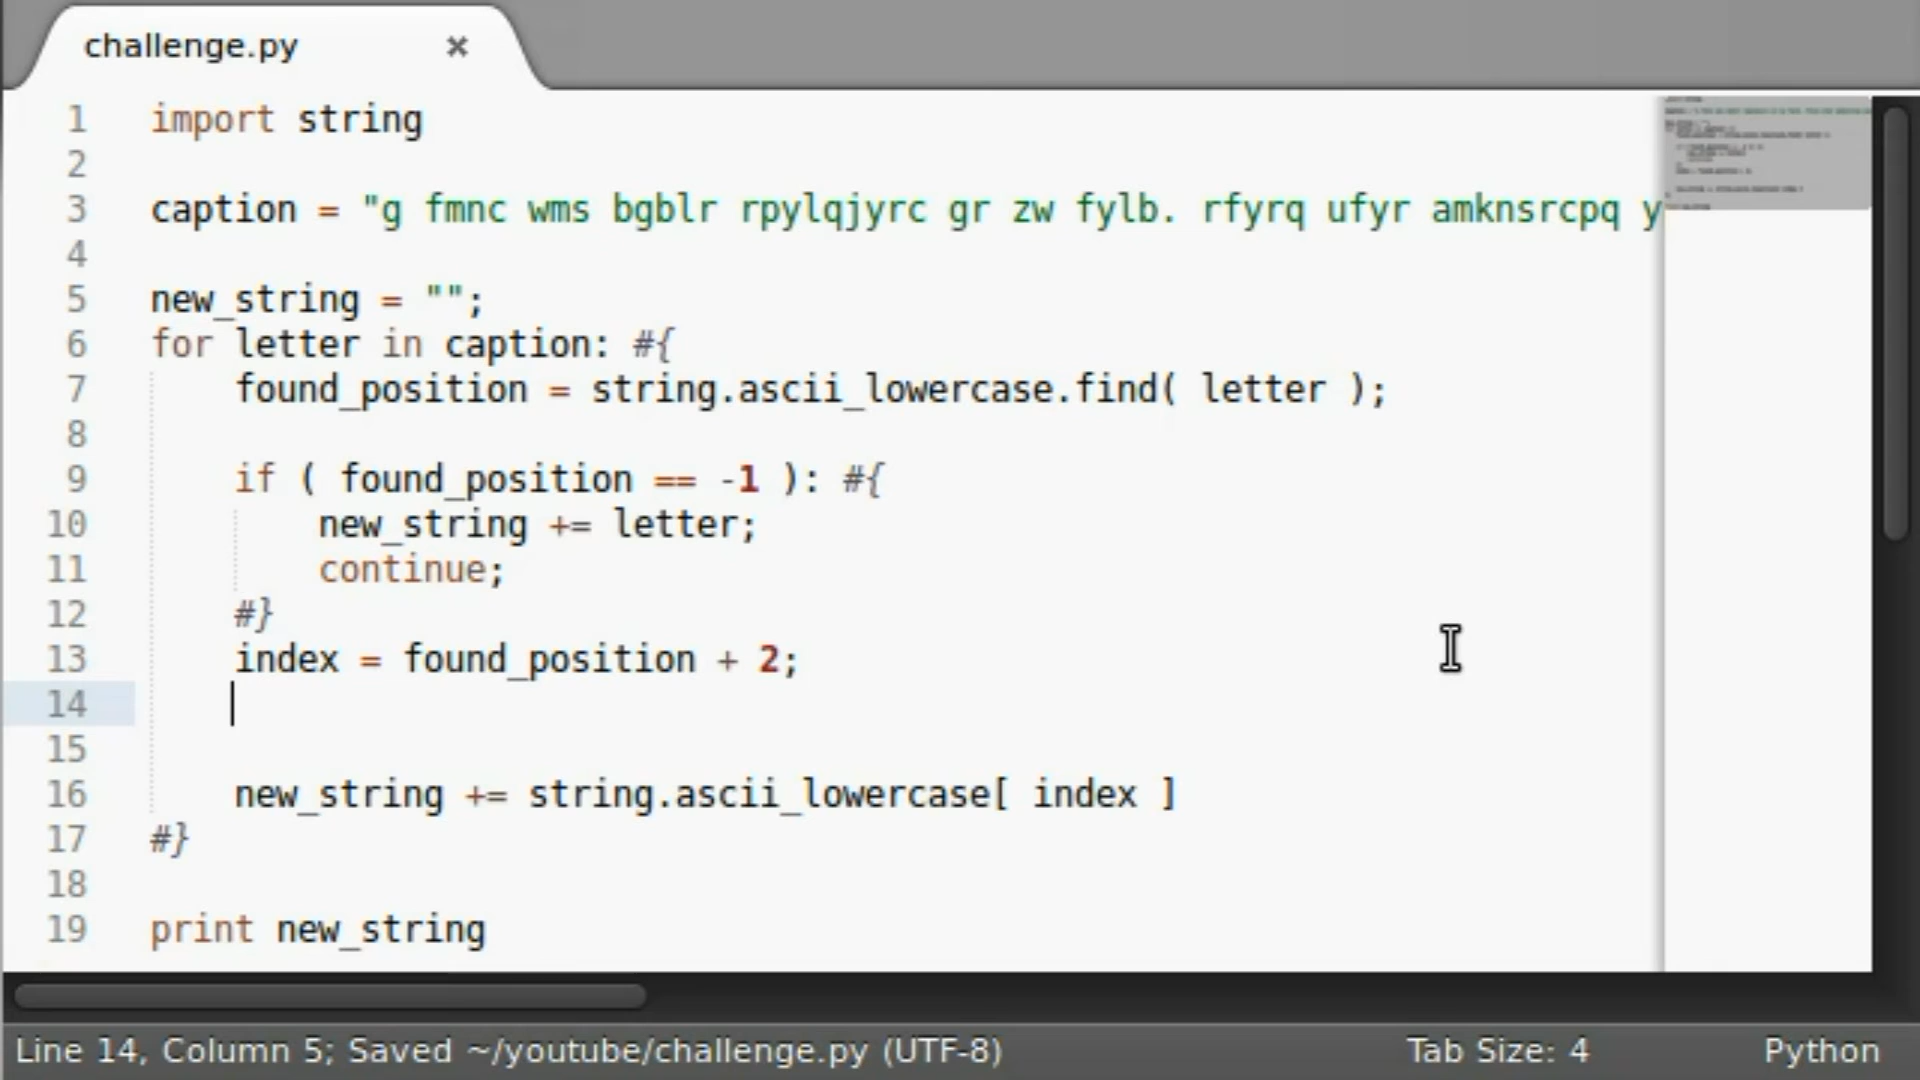 challenge.py ×
1 import string
2
3 caption = "g fmnc wms bgblr rpylqjyrc gr zw fylb. rfyrq ufyr amknsrcpq y
4
5 new_string = "";
6 for letter in caption: #{
7 found_position = string.ascii_lowercase.find( letter );
8
9 if ( found_position == -1 ): #{
10 new_string += letter;
11 continue;
12 #}
13 index = found_position + 2;
14
15
16 new_string += string.ascii_lowercase[ index ]
17 #}
18
19 print new_string
Line 14, Column 5; Saved ~/youtube/challenge.py (UTF-8) Tab Size: 4 Python